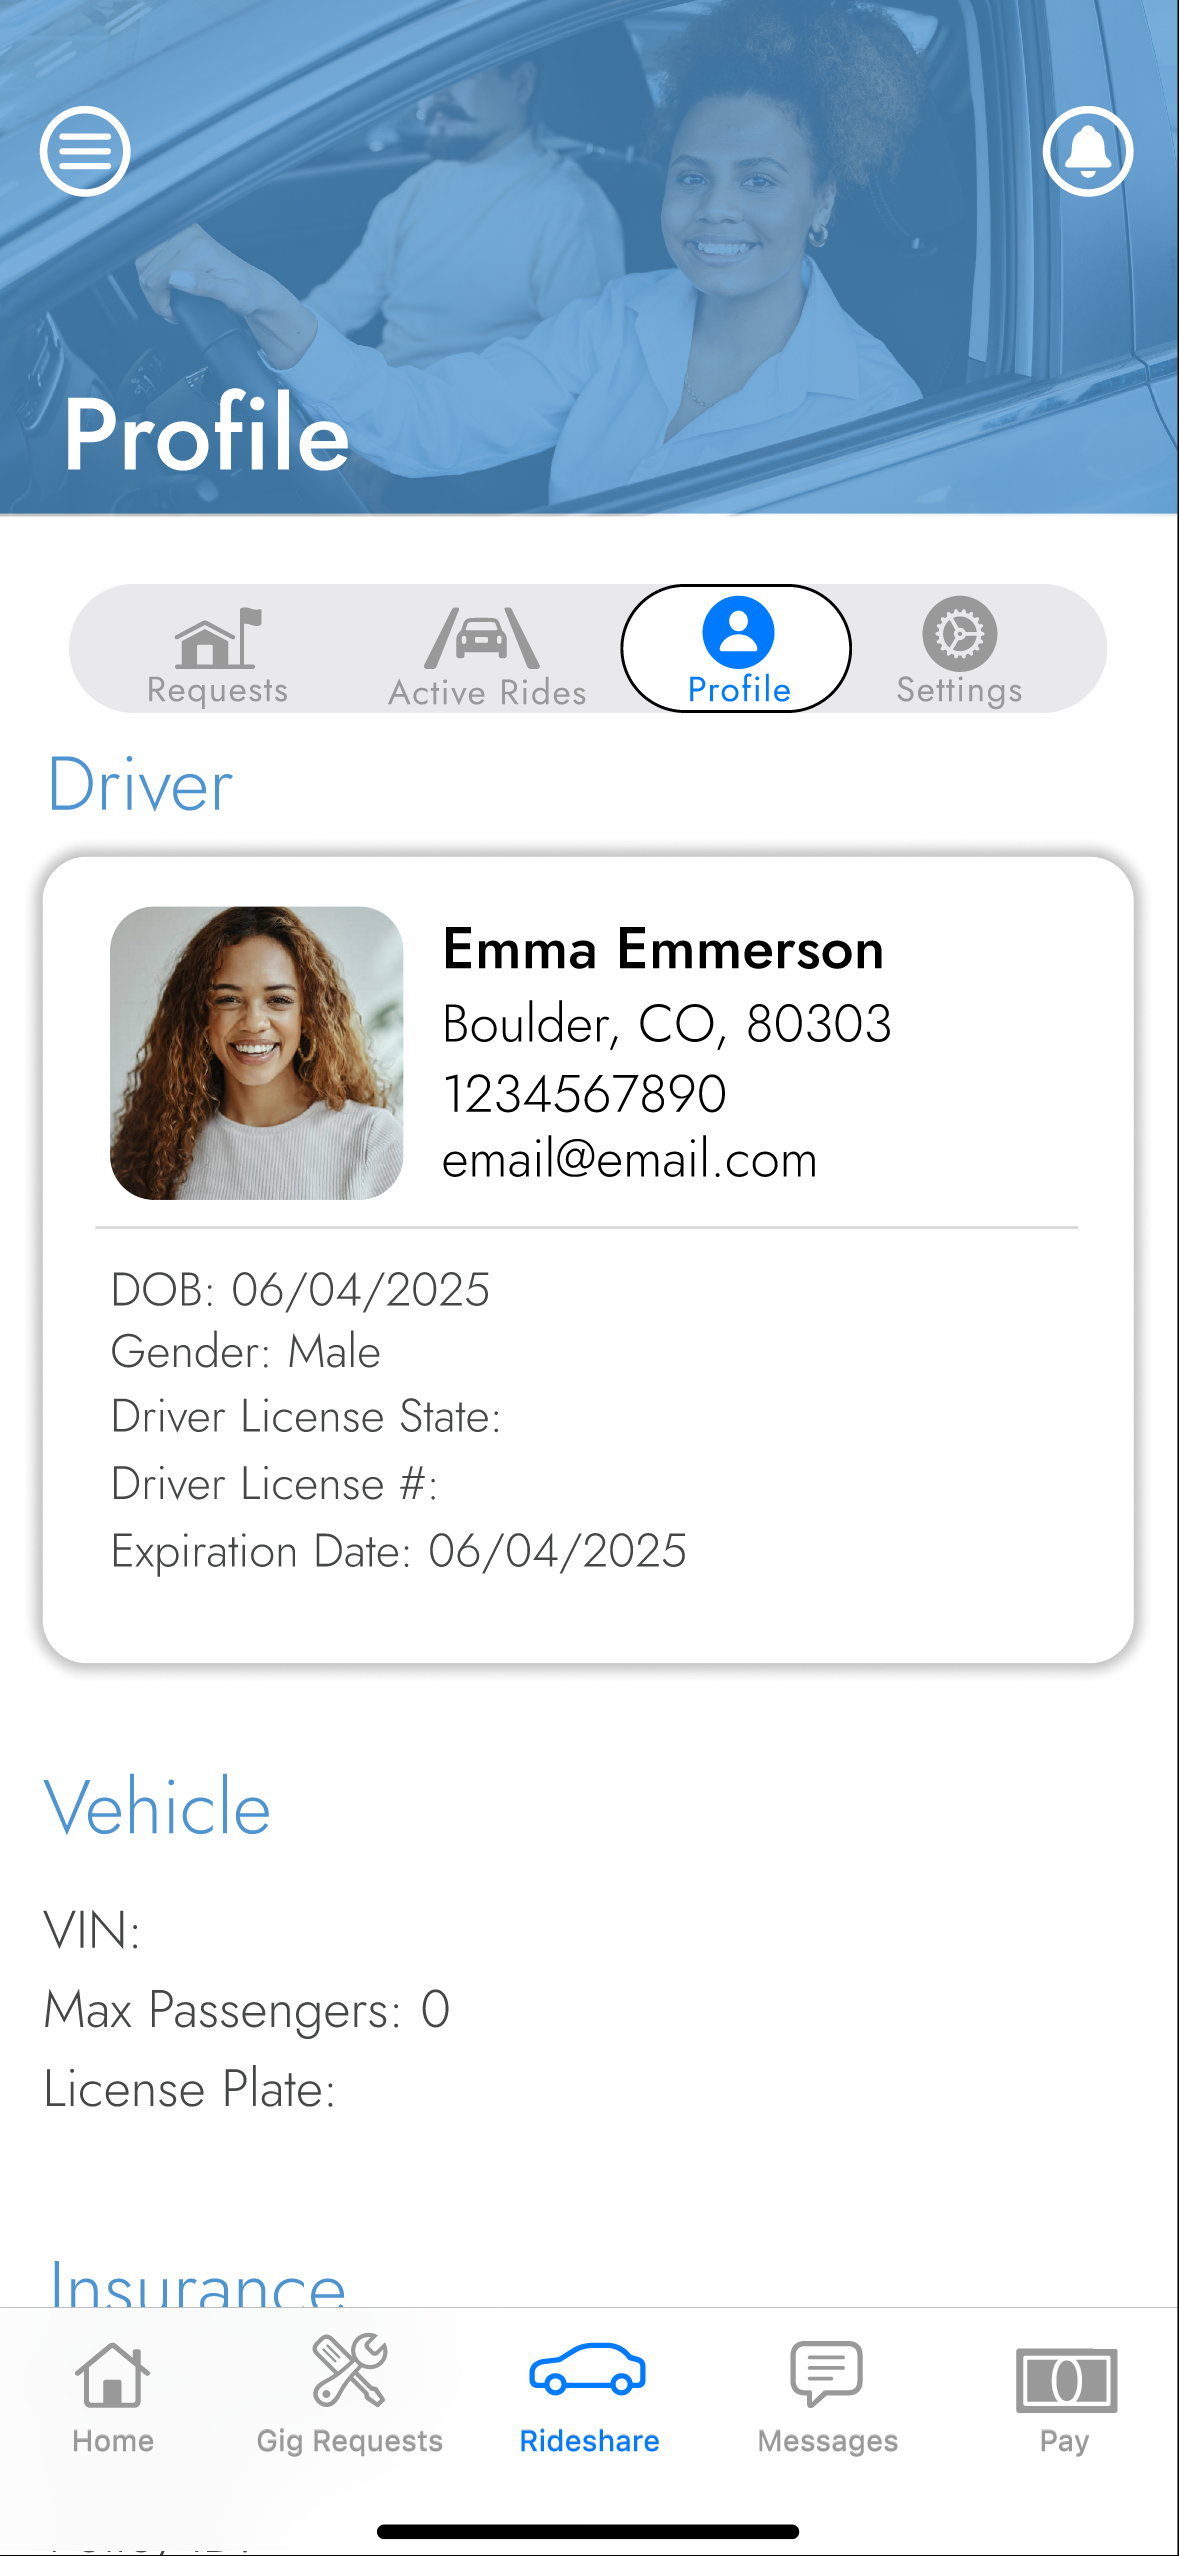 Profile
Requests
Active Rides
Profile
Settings
Driver
Emma Emmerson
Boulder, CO, 80303
1234567890
email@email.com
DOB: 06/04/2025
Gender: Male
Driver License State:
Driver License #:
Expiration Date: 06/04/2025
Vehicle
VIN:
Max Passengers: 0
License Plate:
Insurance
Home
Gig Requests
Rideshare
Messages
Pay